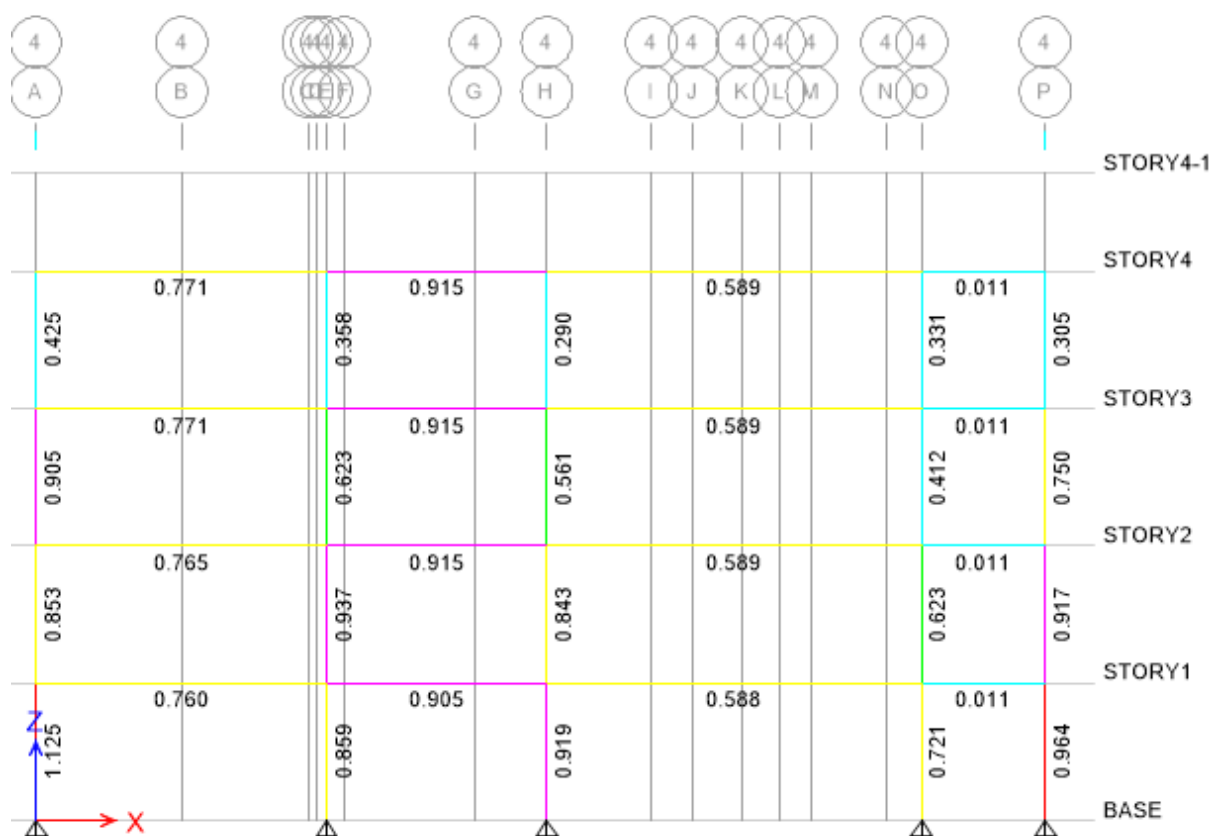 4 4 4 4 4 4 4 4 4 4 4 4 4 4 4 4
A B C D E F G H I J K L M N O P
STORY4-1
STORY4
0.771 0.915 0.589 0.011
0.425 0.358 0.290 0.331 0.305
STORY3
0.771 0.915 0.589 0.011
0.905 0.623 0.561 0.412 0.750
STORY2
0.765 0.915 0.589 0.011
0.853 0.937 0.843 0.623 0.917
STORY1
0.760 0.905 0.588 0.011
Z
1.125 0.859 0.919 0.721 0.964
BASE
X